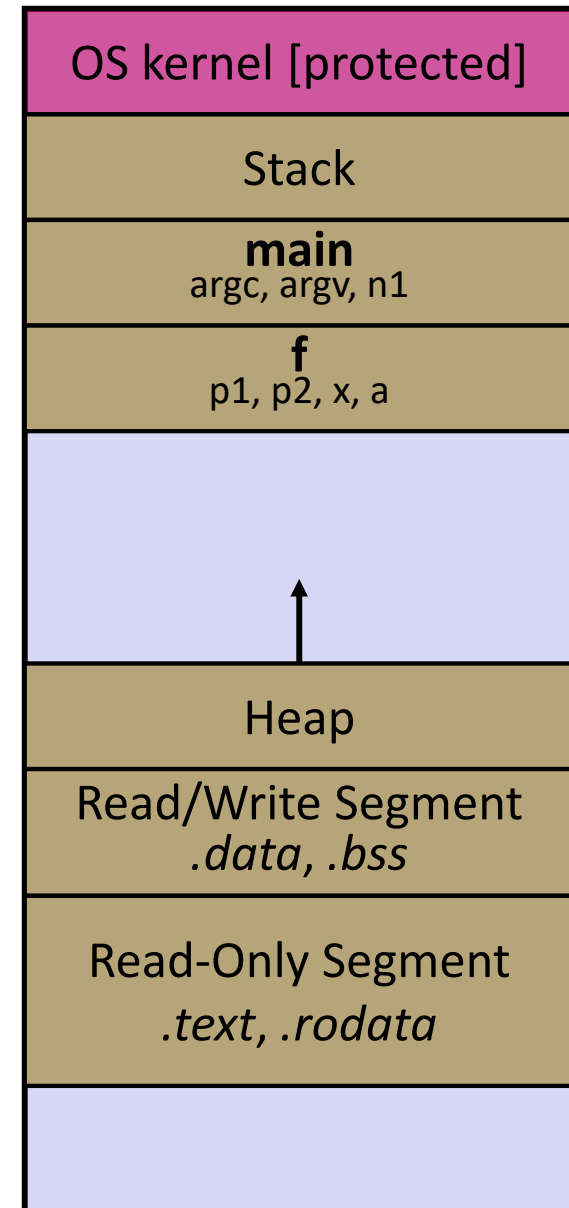 OS kernel [protected]
Stack
main
argc, argv, n1
f
p1, p2, x, a
Heap
Read/Write Segment
.data, .bss
Read-Only Segment
.text, .rodata